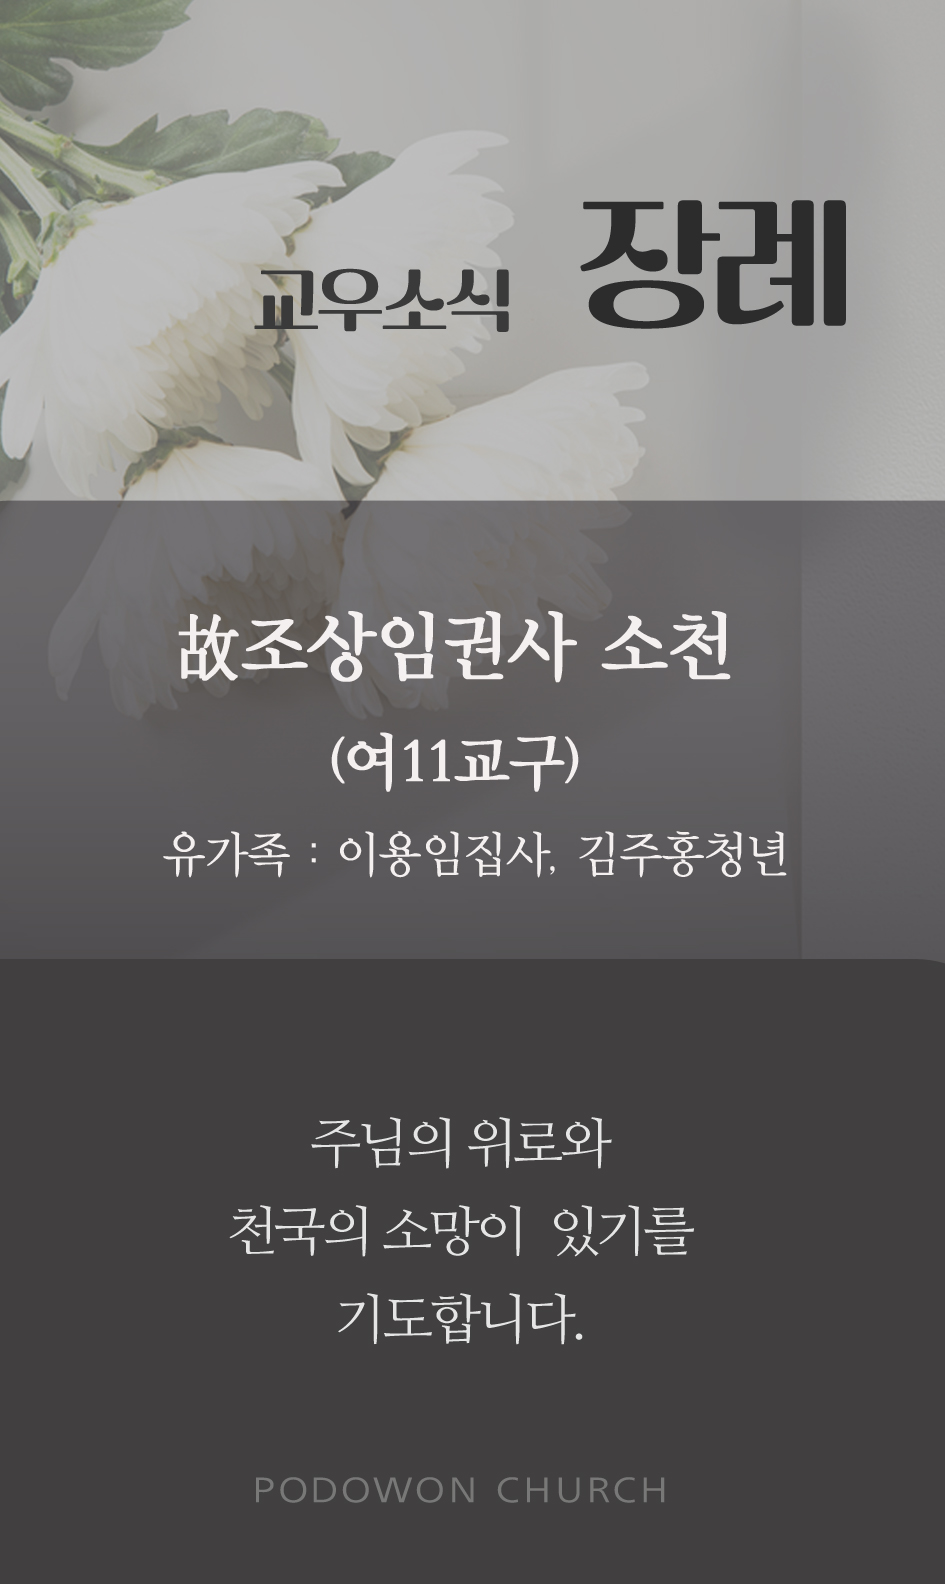 교우소식 장례
故조상임권사 소천
(여11교구)
유가족 : 이용임집사, 김주홍청년
주님의 위로와
천국의 소망이 있기를
기도합니다.
PODOWON CHURCH